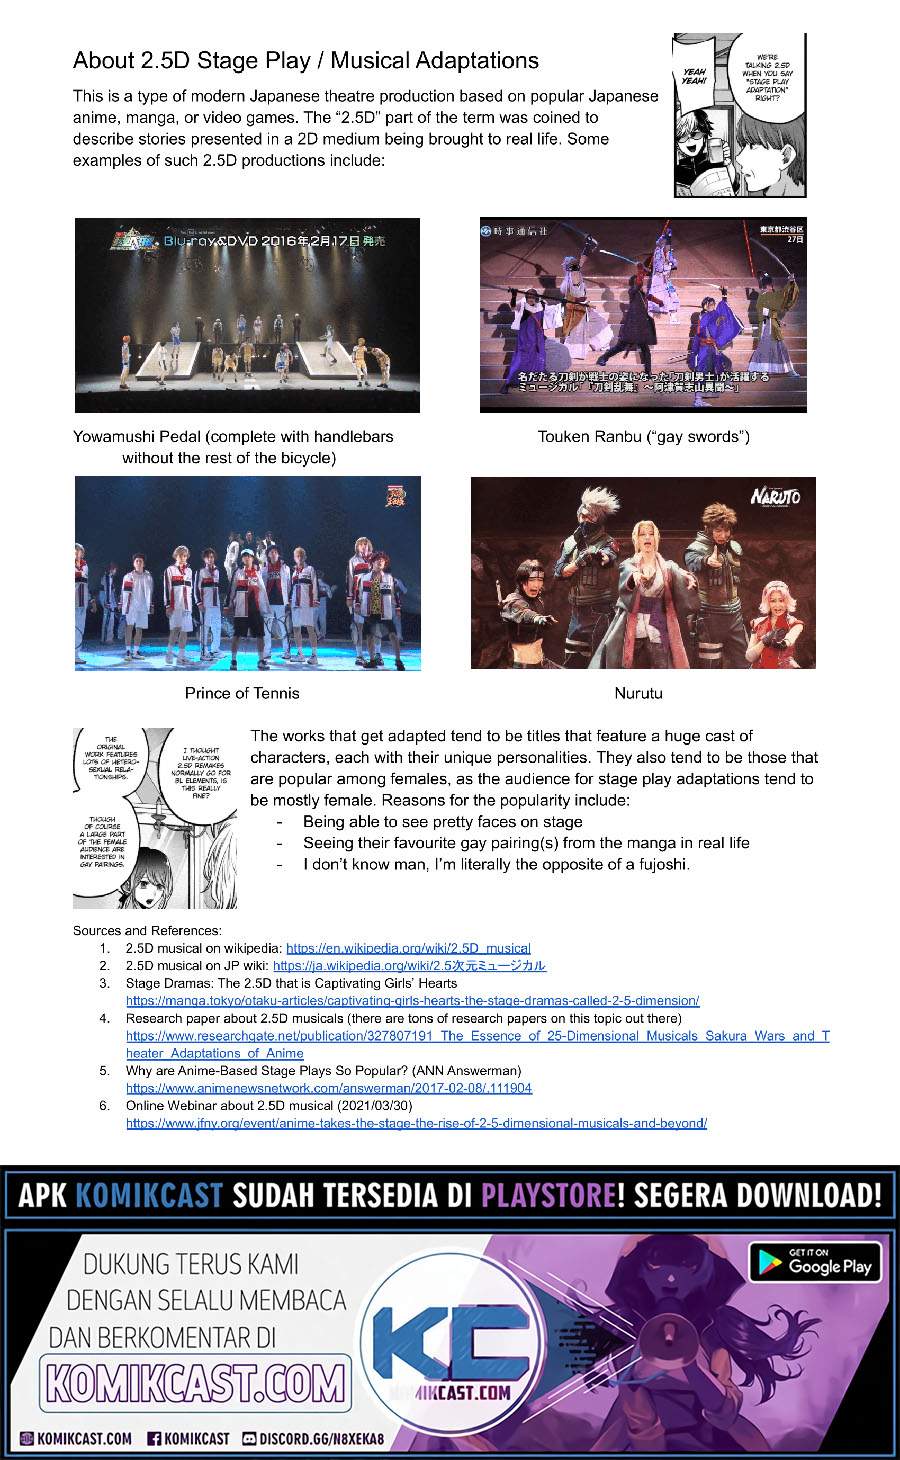 About 2.5D Stage Play / Musical Adaptations
This is a type of modern Japanese theatre production based on popular Japanese
anime, manga, or video games. The “2.5D” part of the term was coined to
describe stories presented in a 2D medium being brought to real life. Some
examples of such 2.5D productions include:
WE'RE
TALKING 2.5D
WHEN YOU SAY
"STAGE PLAY
ADAPTATION"
RIGHT?
YEAH
YEAH!
Blu-ray&DVD 2016年2月17日 発売
時事通信社
東京都渋谷区
27日
名だたる刀剣が戦士の姿になった「刀剣男士」が活躍する
ミュージカル『刀剣乱舞』 ～阿津賀志山異聞～」
Yowamushi Pedal (complete with handlebars
without the rest of the bicycle)
Touken Ranbu (“gay swords”)
NARUTO
Prince of Tennis
Nurutu
THE
ORIGINAL
WORK FEATURES
LOTS OF HETERO-
SEXUAL RELA-
TIONSHIPS.
I THOUGHT
LIVE-ACTION
2.5D REMAKES
NORMALLY GO FOR
BL ELEMENTS, IS
THIS REALLY
FINE?
THOUGH
OF COURSE
A LARGE PART
OF THE FEMALE
AUDIENCE ARE
INTERESTED IN
GAY PAIRINGS.
The works that get adapted tend to be titles that feature a huge cast of
characters, each with their unique personalities. They also tend to be those that
are popular among females, as the audience for stage play adaptations tend to
be mostly female. Reasons for the popularity include:
- Being able to see pretty faces on stage
- Seeing their favourite gay pairing(s) from the manga in real life
- I don’t know man, I’m literally the opposite of a fujoshi.
Sources and References:
1. 2.5D musical on wikipedia: https://en.wikipedia.org/wiki/2.5D_musical
2. 2.5D musical on JP wiki: https://ja.wikipedia.org/wiki/2.5次元ミュージカル
3. Stage Dramas: The 2.5D that is Captivating Girls’ Hearts
https://manga.tokyo/otaku-articles/captivating-girls-hearts-the-stage-dramas-called-2-5-dimension/
4. Research paper about 2.5D musicals (there are tons of research papers on this topic out there)
https://www.researchgate.net/publication/327807191_The_Essence_of_25-Dimensional_Musicals_Sakura_Wars_and_T
heater_Adaptations_of_Anime
5. Why are Anime-Based Stage Plays So Popular? (ANN Answerman)
https://www.animenewsnetwork.com/answerman/2017-02-08/.111904
6. Online Webinar about 2.5D musical (2021/03/30)
https://www.jfny.org/event/anime-takes-the-stage-the-rise-of-2-5-dimensional-musicals-and-beyond/
APK KOMIKCAST SUDAH TERSEDIA DI PLAYSTORE! SEGERA DOWNLOAD!
DUKUNG TERUS KAMI
DENGAN SELALU MEMBACA
DAN BERKOMENTAR DI
KOMIKCAST.COM
KC
KOMIKCAST.COM
GET IT ON
Google Play
KOMIKCAST.COM
KOMIKCAST
DISCORD.GG/N8XEKA8